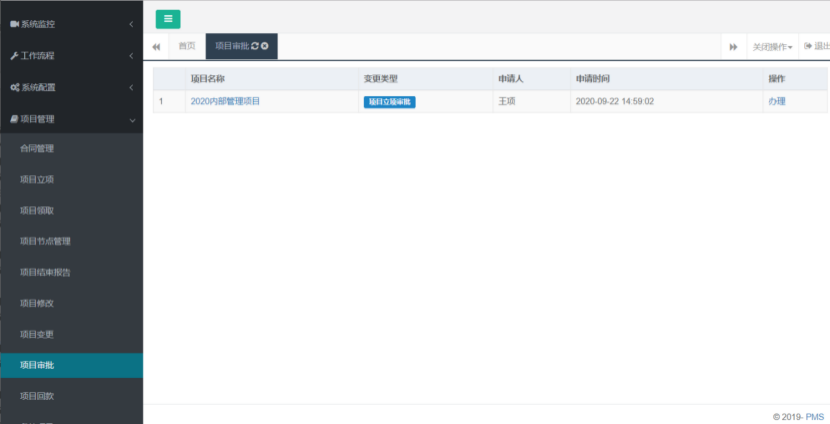 系统监控
工作流程
系统配置
项目管理
合同管理
项目立项
项目领取
项目节点管理
项目结束报告
项目修改
项目变更
项目审批
项目回款
首页
项目审批
关闭操作
退出
项目名称 变更类型 申请人 申请时间 操作
1 2020内部管理项目 项目立项审批 王项 2020-09-22 14:59:02 办理
© 2019- PMS